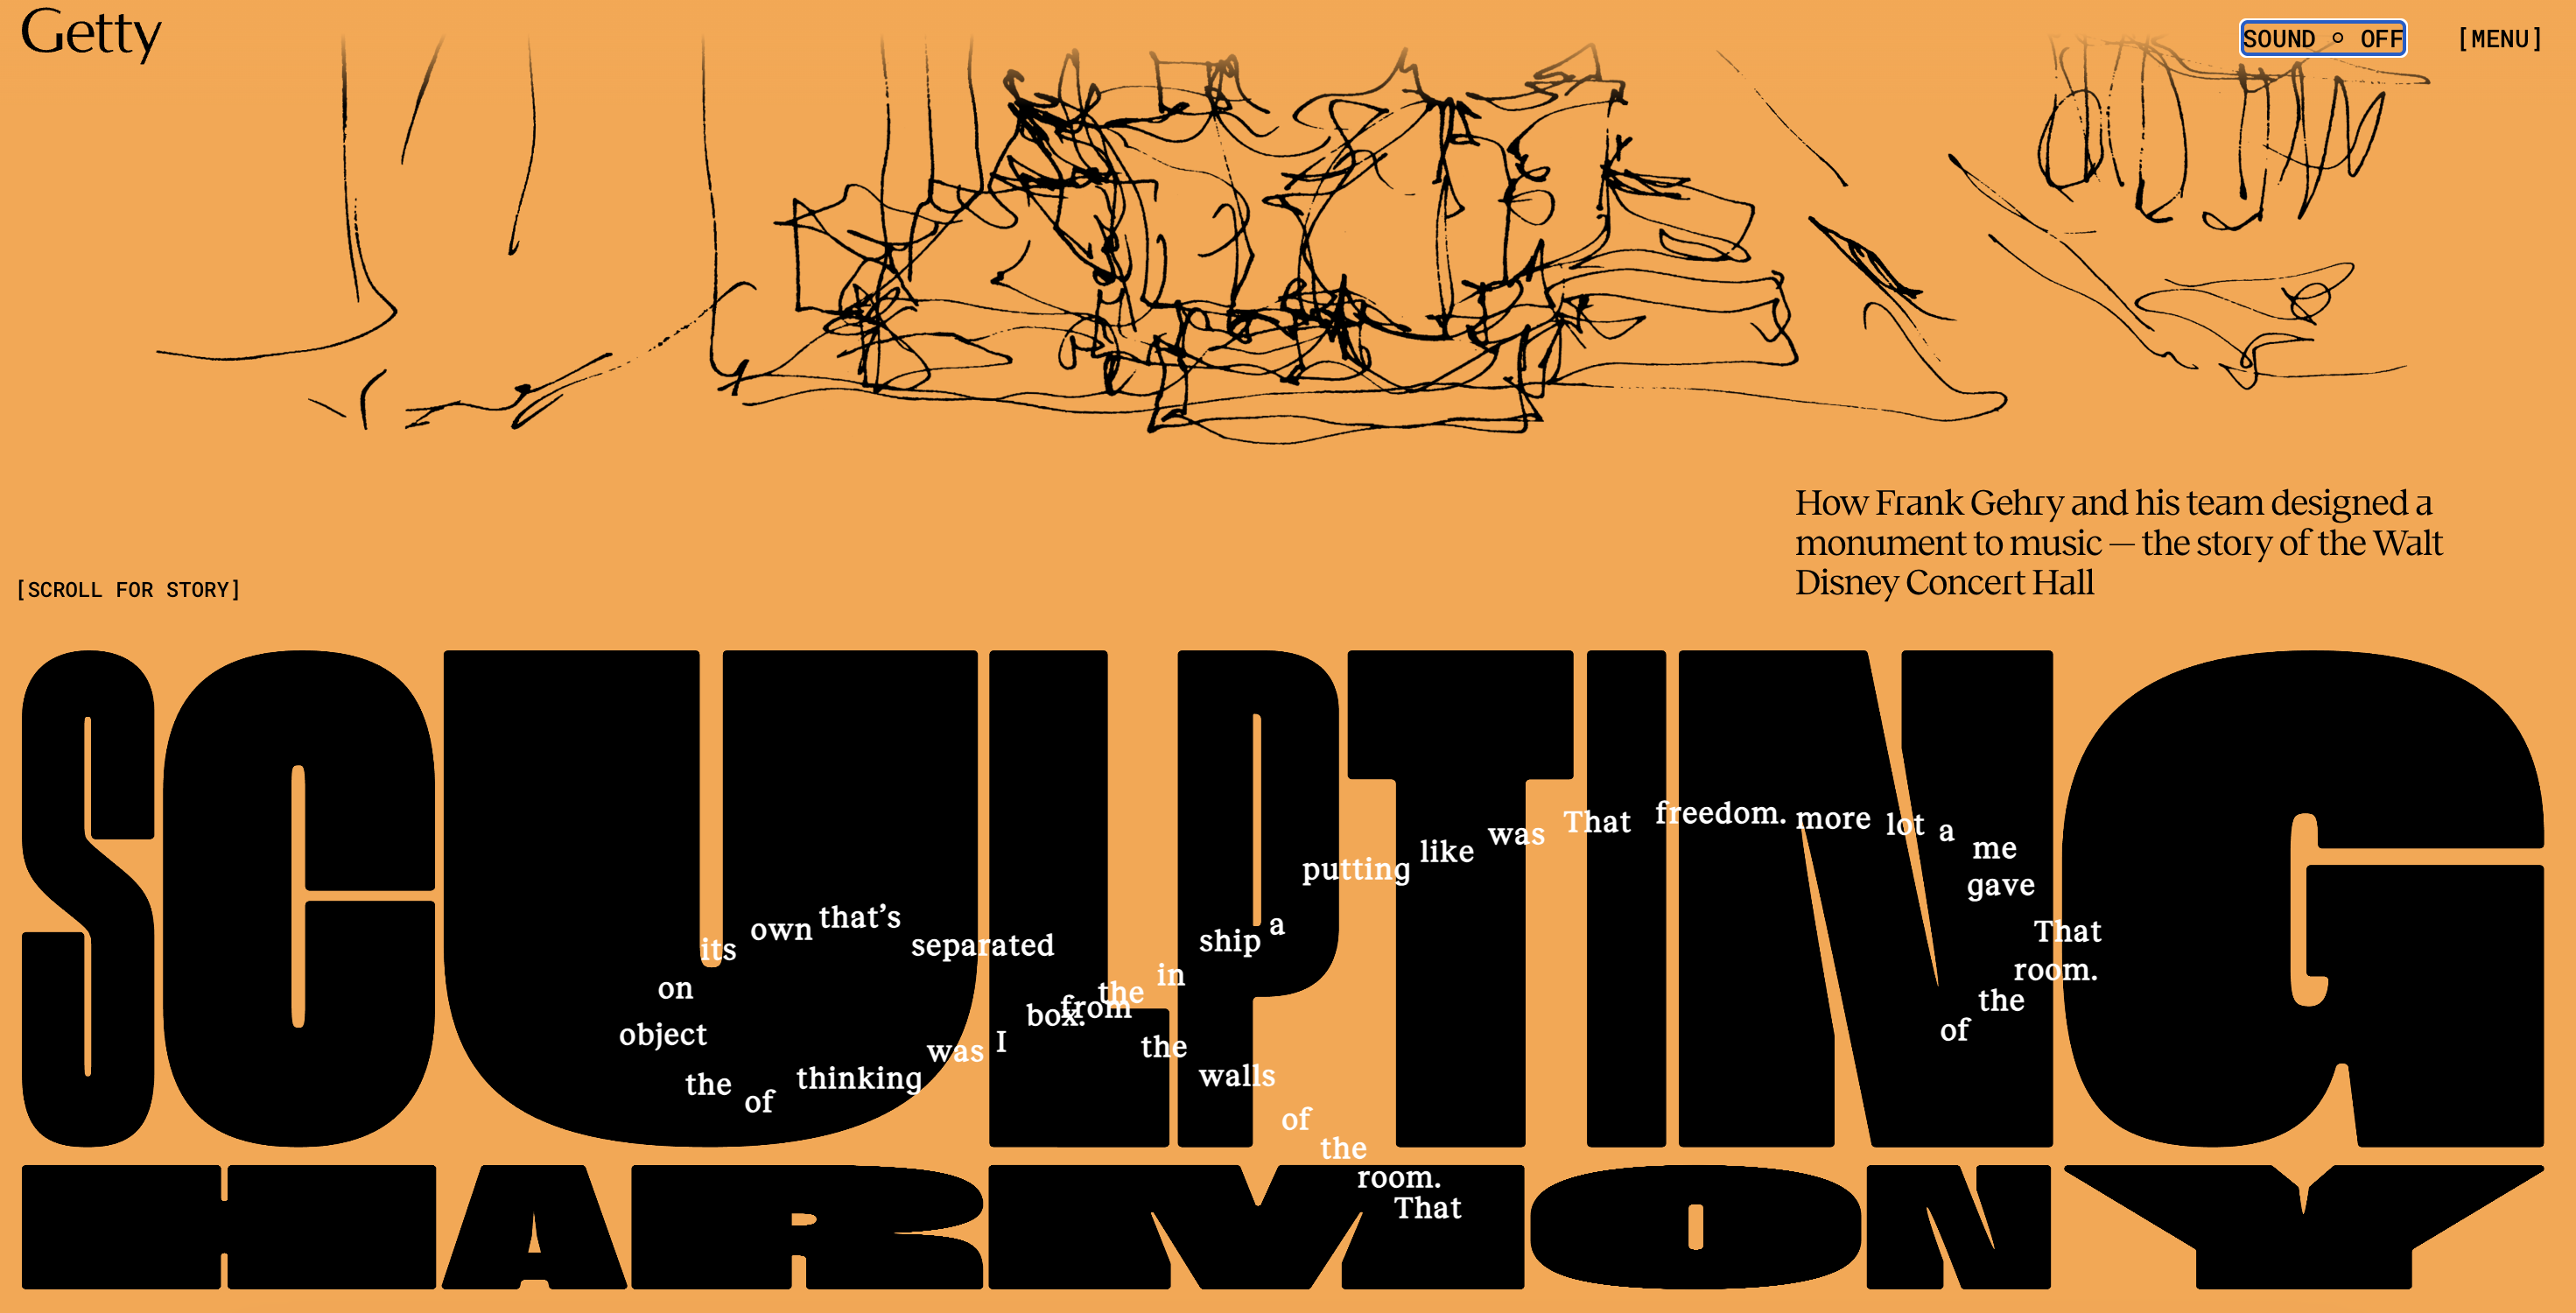 Getty
SOUND OFF
[MENU]
How Frank Gehry and his team designed a
monument to music — the story of the Walt
Disney Concert Hall
[SCROLL FOR STORY]
SCULPTING
HARMONY
of the room. That gave me a lot more freedom. That was like putting a ship in the box. I was thinking of the object on its own that’s separated from the walls of the room. That